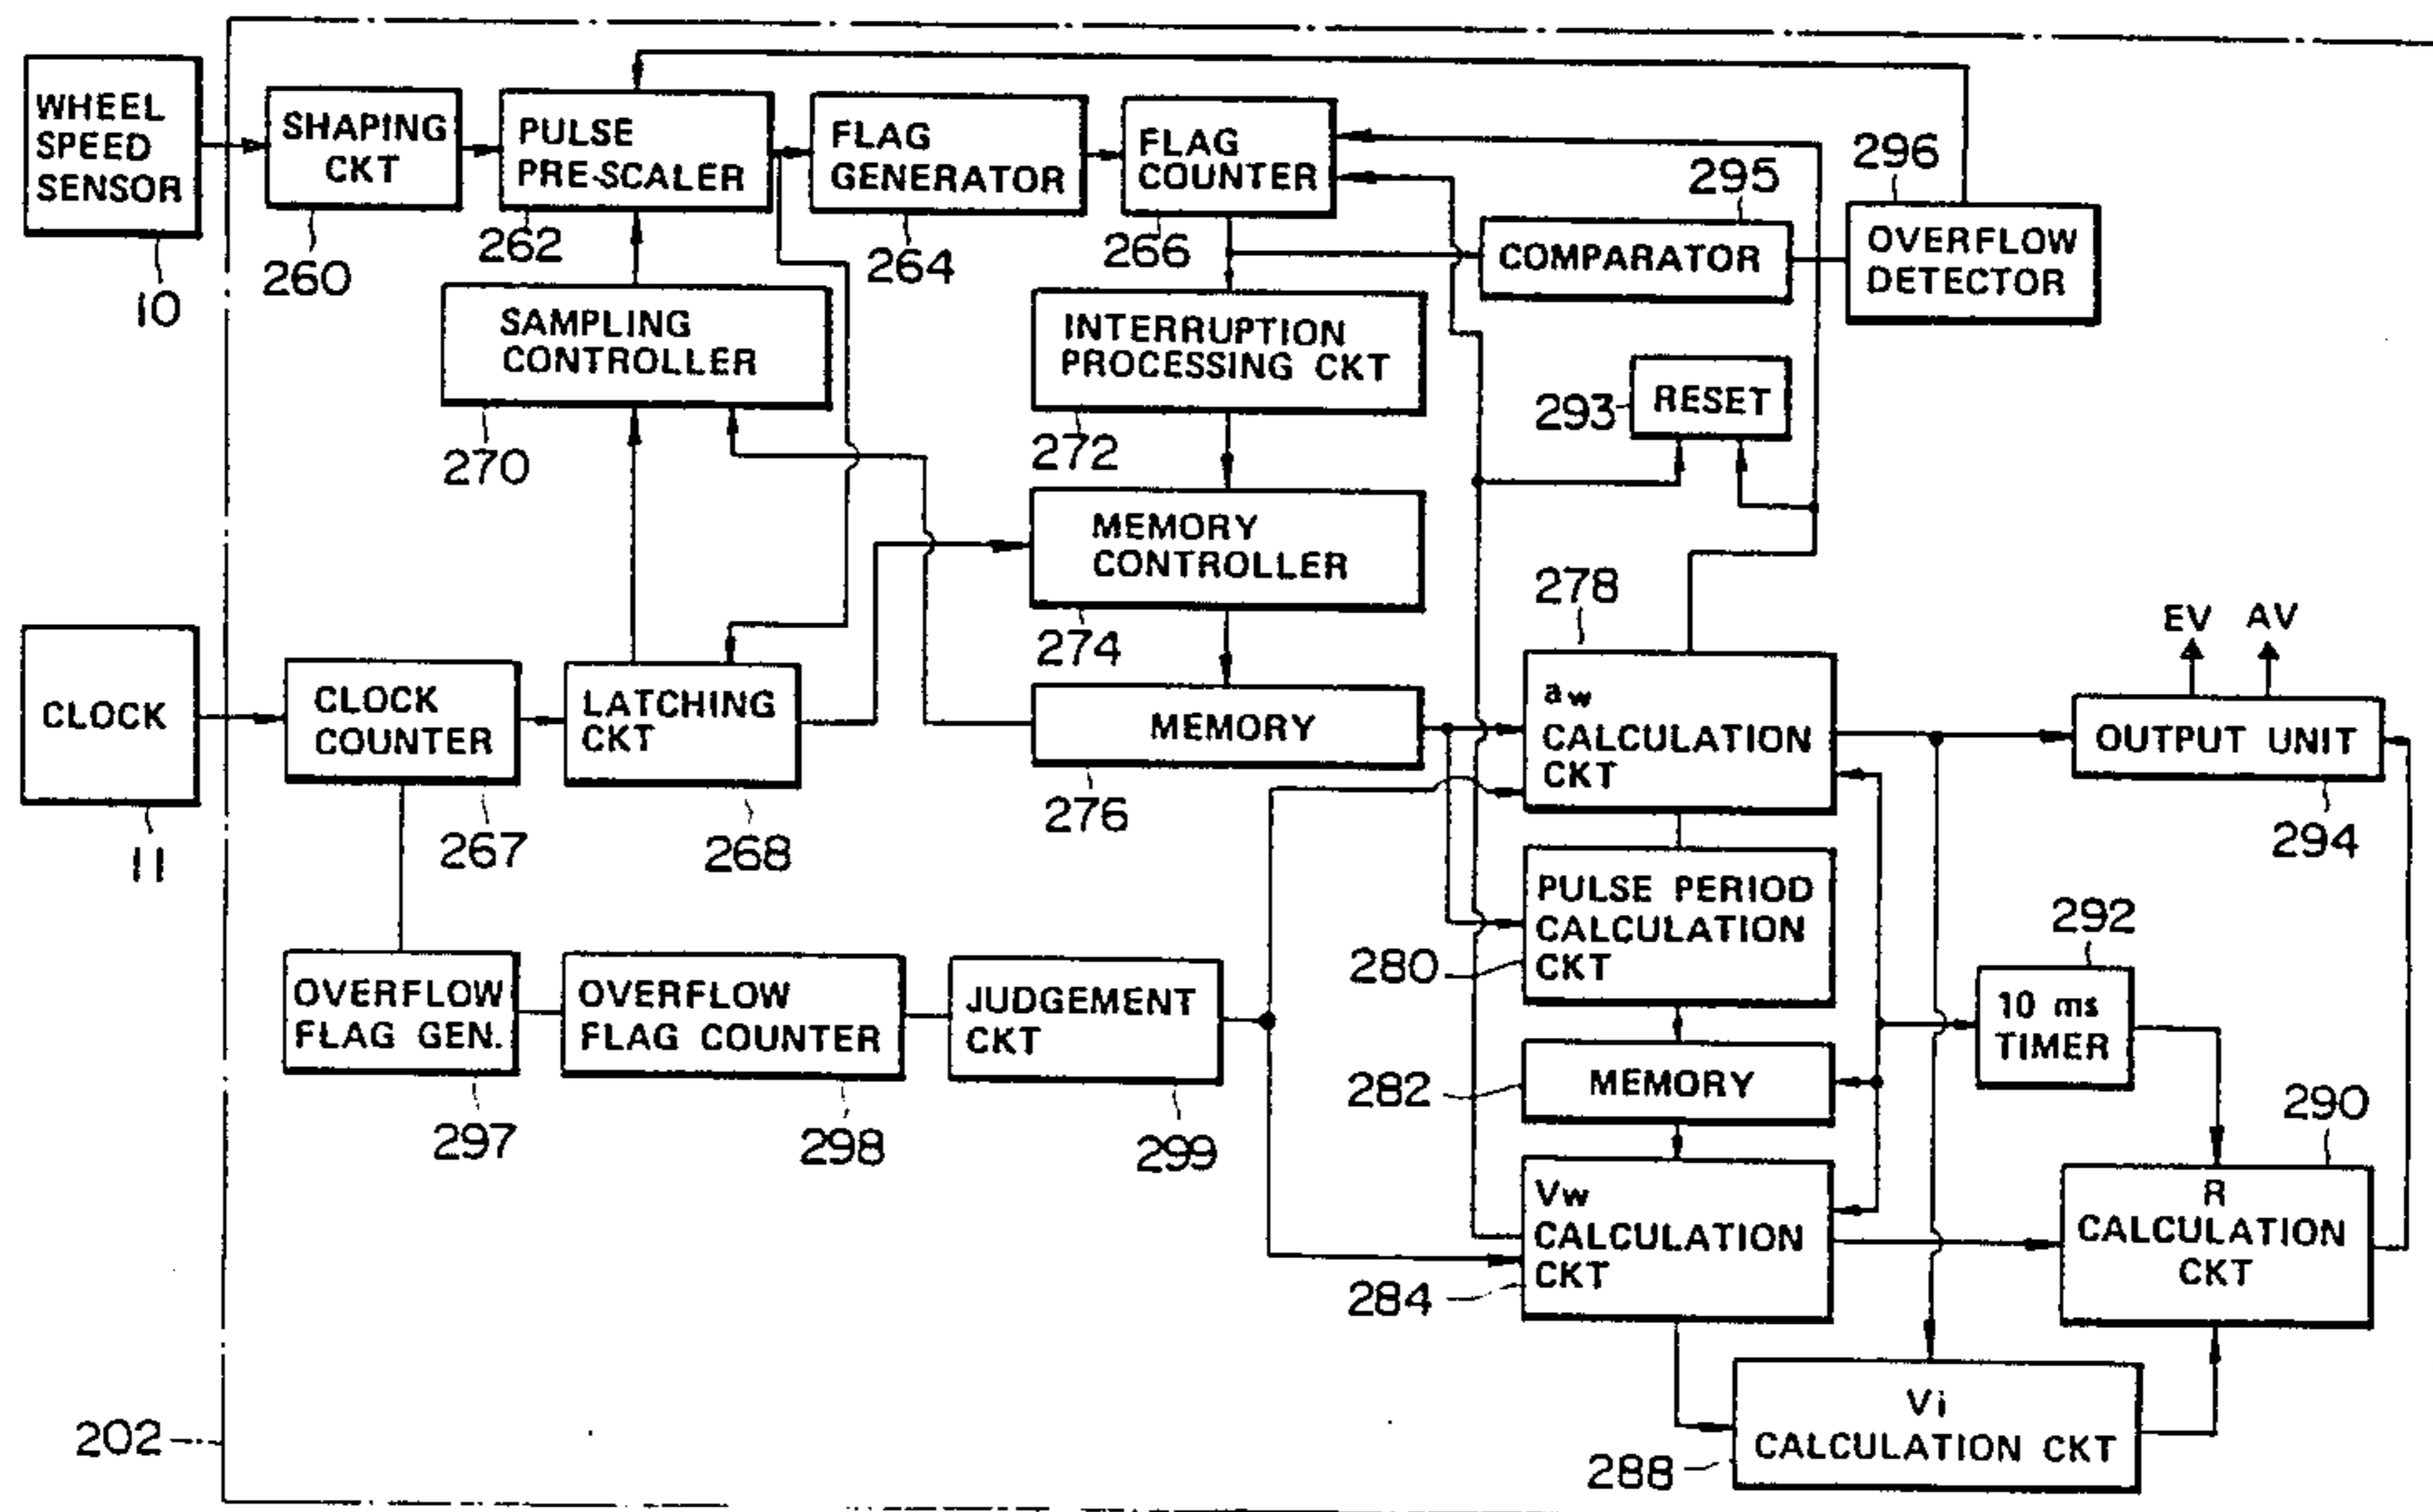 WHEEL
SPEED
SENSOR
10
SHAPING
CKT
260
PULSE
PRE-SCALER
262
FLAG
GENERATOR
264
FLAG
COUNTER
266
COMPARATOR
295
OVERFLOW
DETECTOR
296
SAMPLING
CONTROLLER
270
INTERRUPTION
PROCESSING CKT
272
RESET
293
MEMORY
CONTROLLER
274
CLOCK
11
CLOCK
COUNTER
267
LATCHING
CKT
268
MEMORY
276
aw
CALCULATION
CKT
278
EV AV
OUTPUT UNIT
294
PULSE PERIOD
CALCULATION
CKT
280
OVERFLOW
FLAG GEN.
297
OVERFLOW
FLAG COUNTER
298
JUDGEMENT
CKT
299
MEMORY
282
10 ms
TIMER
292
Vw
CALCULATION
CKT
284
R
CALCULATION
CKT
290
Vi
CALCULATION CKT
288
202